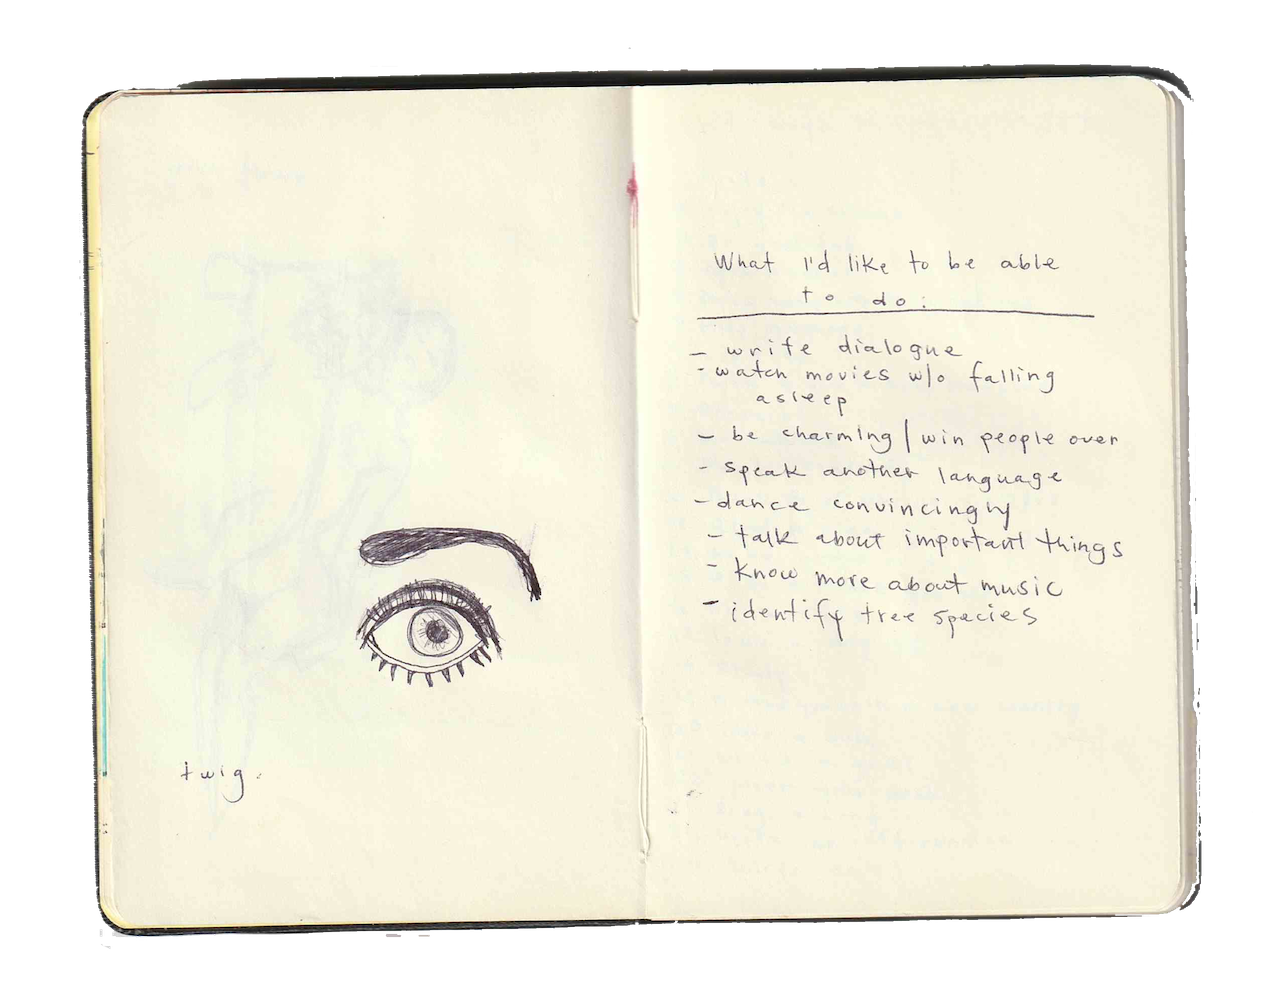 twig.
What I'd like to be able
to do:
- write dialogue
- watch movies w/o falling
asleep
- be charming / win people over
- speak another language
- dance convincingly
- talk about important things
- know more about music
- identify tree species